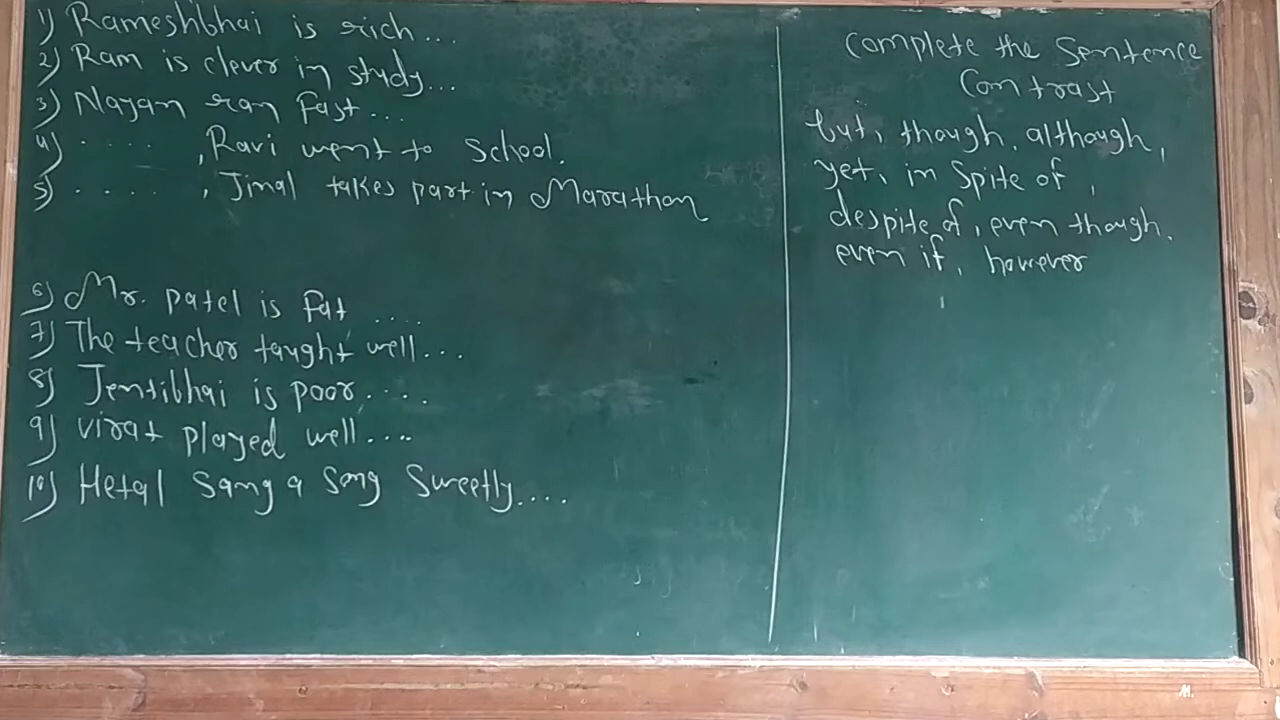 1) Rameshbhai is rich...
2) Ram is clever in study...
3) Nayan ran fast...
4) .... , Ravi went to School.
5) .... , Jinal takes part in Marathon
6) Mr. patel is fat ....
7) The teacher taught well...
8) Jentibhai is poor....
9) virat played well....
10) Hetal Sang a Song Sweetly....
Complete the Sentence
Contrast
but, though, although,
yet, in Spite of,
despite of, even though,
even if, however